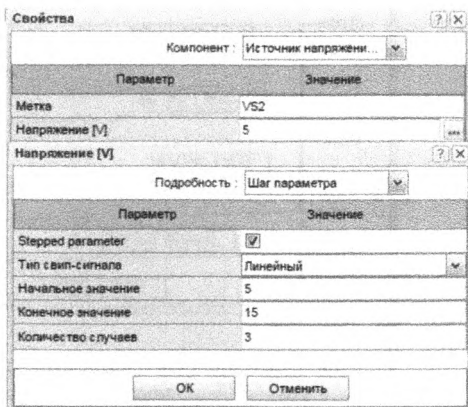 Свойства
Компонент : Источник напряжени...
Параметр Значение
Метка VS2
Напряжение [V] 5 ...
Напряжение [V]
Подробность : Шаг параметра
Параметр Значение
Stepped parameter
Тип свип-сигнала Линейный
Начальное значение 5
Конечное значение 15
Количество случаев 3
ОК Отменить